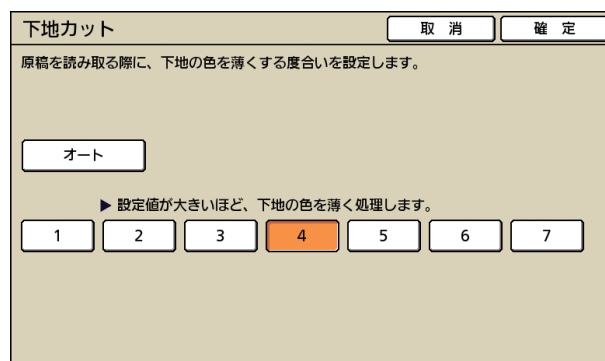 下地カット 取 消 確 定
原稿を読み取る際に、下地の色を薄くする度合いを設定します。
オート
▶ 設定値が大きいほど、下地の色を薄く処理します。
1 2 3 4 5 6 7